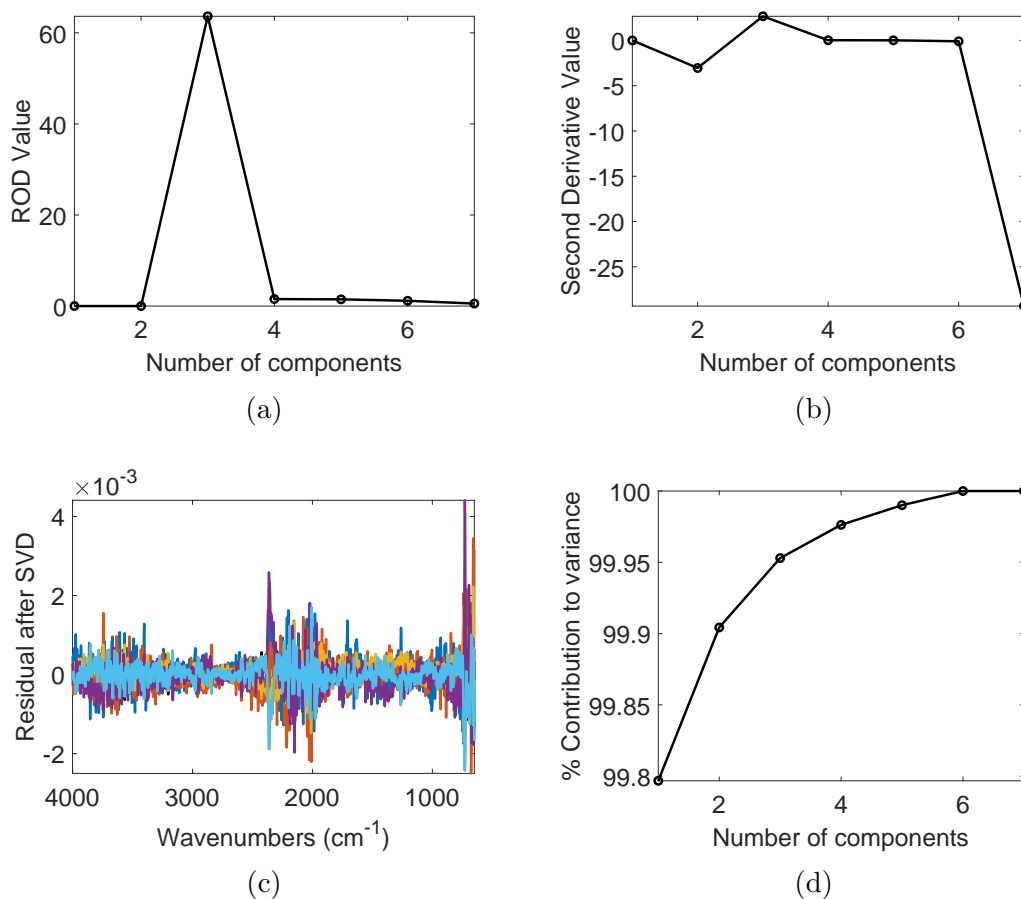 60
40
20
0
2
4
6
ROD Value
Number of components
(a)
0
-5
-10
-15
-20
-25
2
4
6
Second Derivative Value
Number of components
(b)
×10-3
4
2
0
-2
4000
3000
2000
1000
Residual after SVD
Wavenumbers (cm-1)
(c)
100
99.95
99.9
99.85
99.8
2
4
6
% Contribution to variance
Number of components
(d)